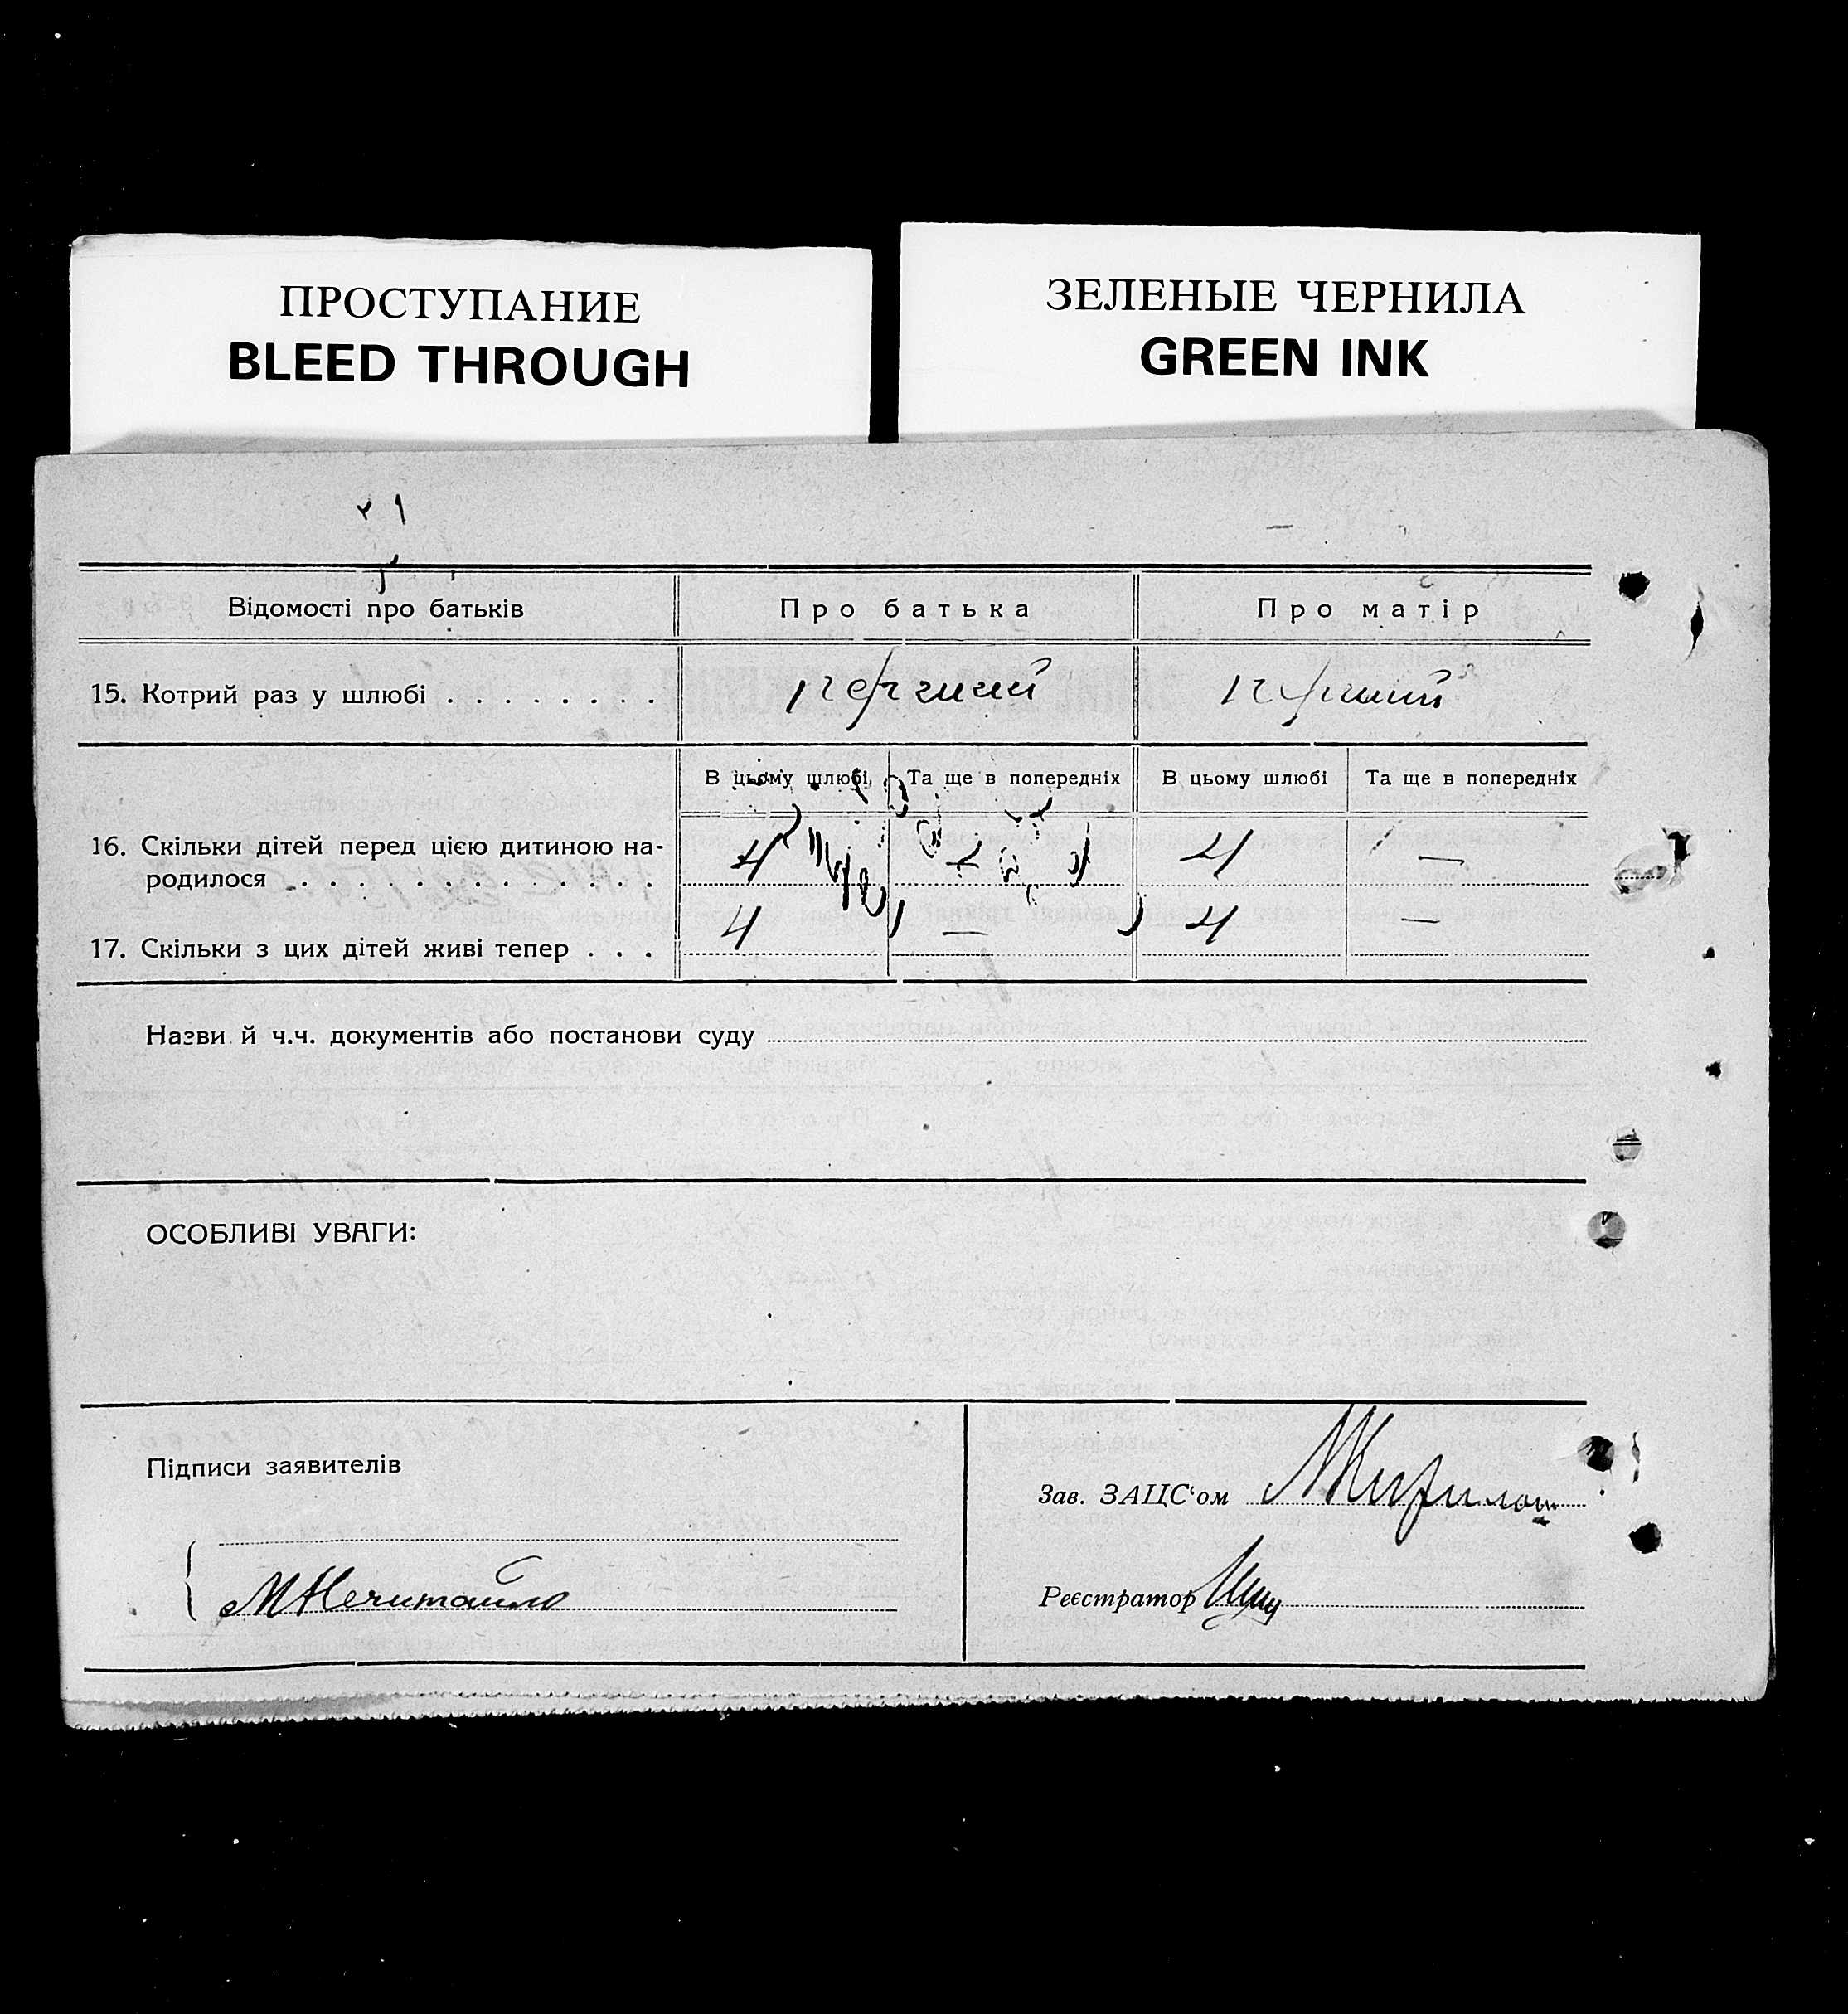 ПРОСТУПАНИЕ
BLEED THROUGH
ЗЕЛЕНЫЕ ЧЕРНИЛА
GREEN INK
Відомості про батьків Про батька Про матір
15. Котрий раз у шлюбі . . . . . . . . перший перший
В цьому шлюбі Та ще в попередніх В цьому шлюбі Та ще в попередніх
16. Скільки дітей перед цією дитиною на-
родилося . . . . . . . . . . . . . 4 4 —
17. Скільки з цих дітей живі тепер . . . 4 — 4 —
Назви й ч.ч. документів або постанови суду
ОСОБЛИВІ УВАГИ:
Підписи заявителів
Зав. ЗАЦС'ом
МНечитайло
Реєстратор